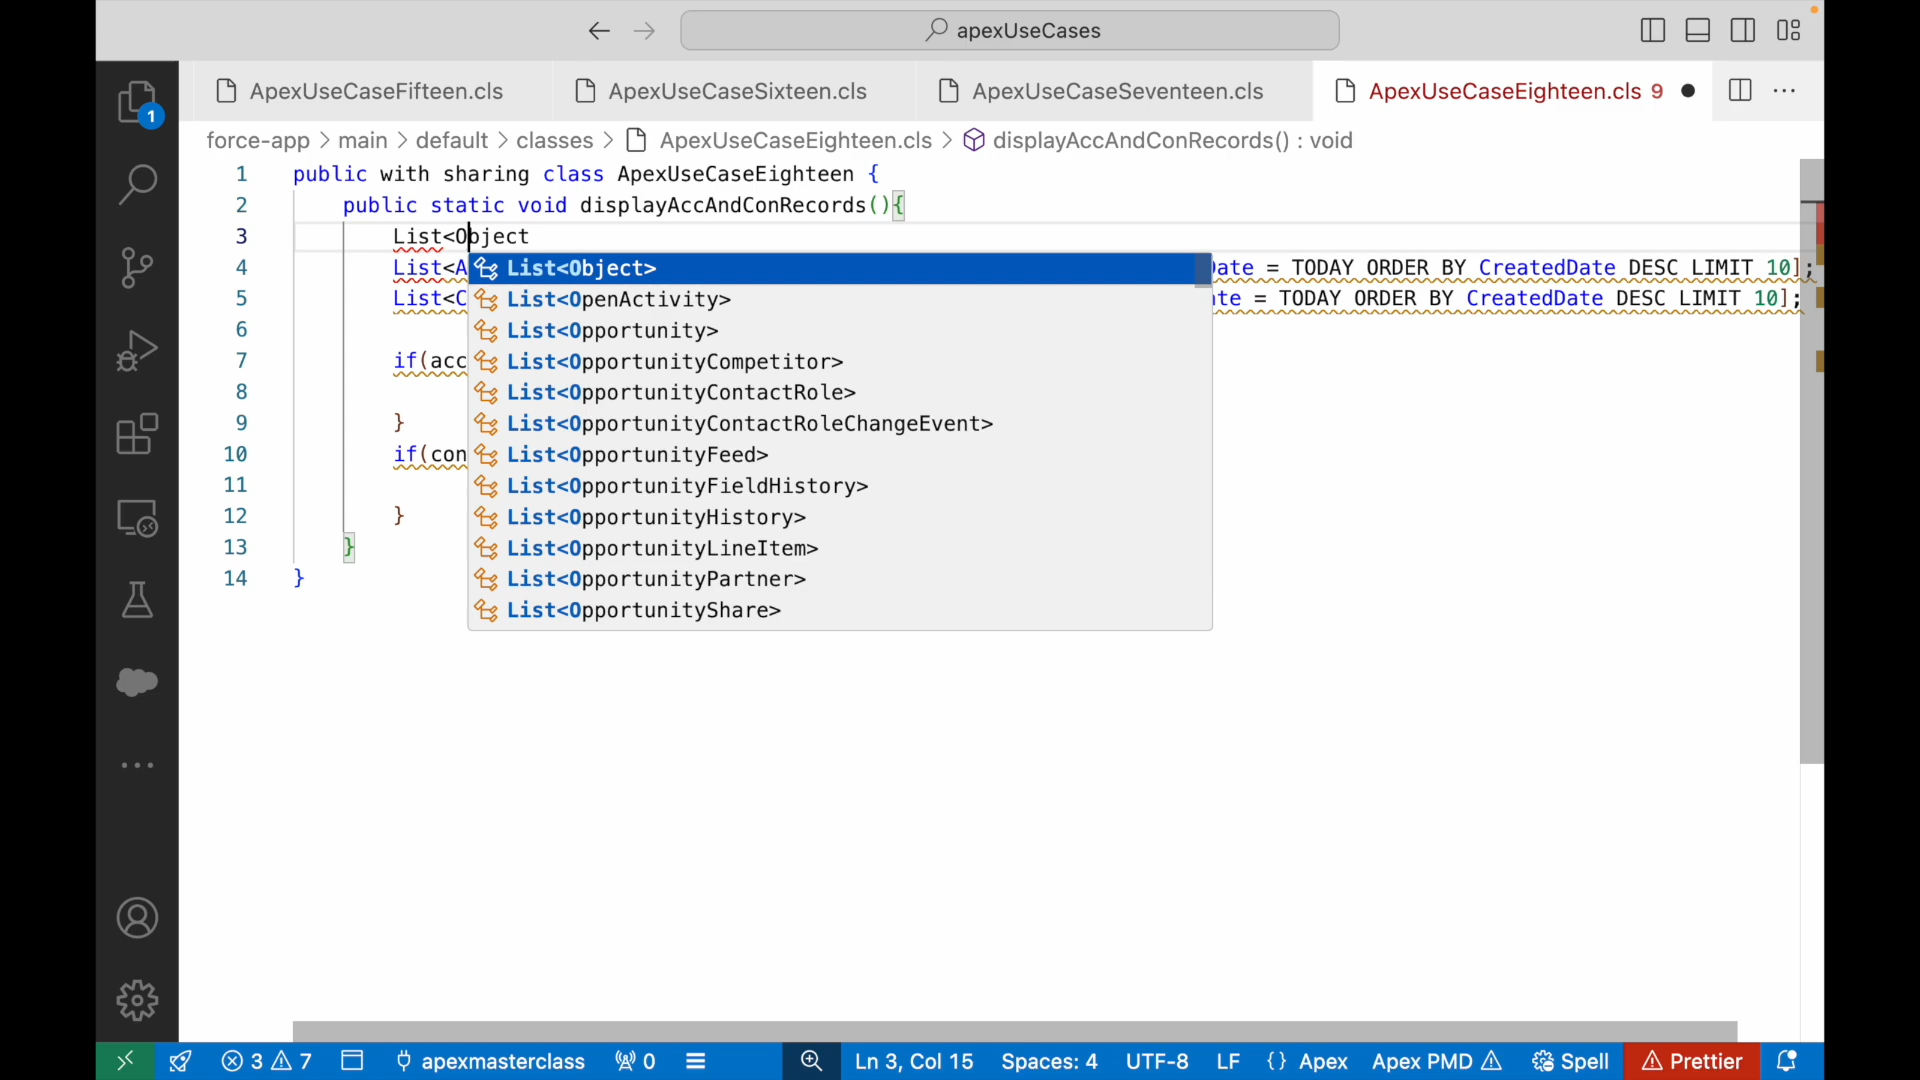 apexUseCases
1
ApexUseCaseFifteen.cls
ApexUseCaseSixteen.cls
ApexUseCaseSeventeen.cls
ApexUseCaseEighteen.cls 9
force-app > main > default > classes > ApexUseCaseEighteen.cls > displayAccAndConRecords() : void
1 public with sharing class ApexUseCaseEighteen {
2 public static void displayAccAndConRecords(){
3 List<Object
4 List<A
List<Object>
Date = TODAY ORDER BY CreatedDate DESC LIMIT 10];
5 List<C
List<OpenActivity>
te = TODAY ORDER BY CreatedDate DESC LIMIT 10];
6
List<Opportunity>
7 if(acc
List<OpportunityCompetitor>
8
List<OpportunityContactRole>
9 }
List<OpportunityContactRoleChangeEvent>
10 if(con
List<OpportunityFeed>
11
List<OpportunityFieldHistory>
12 }
List<OpportunityHistory>
13 }
List<OpportunityLineItem>
14 }
List<OpportunityPartner>
List<OpportunityShare>
3 7 apexmasterclass 0 Ln 3, Col 15 Spaces: 4 UTF-8 LF {} Apex Apex PMD Spell Prettier